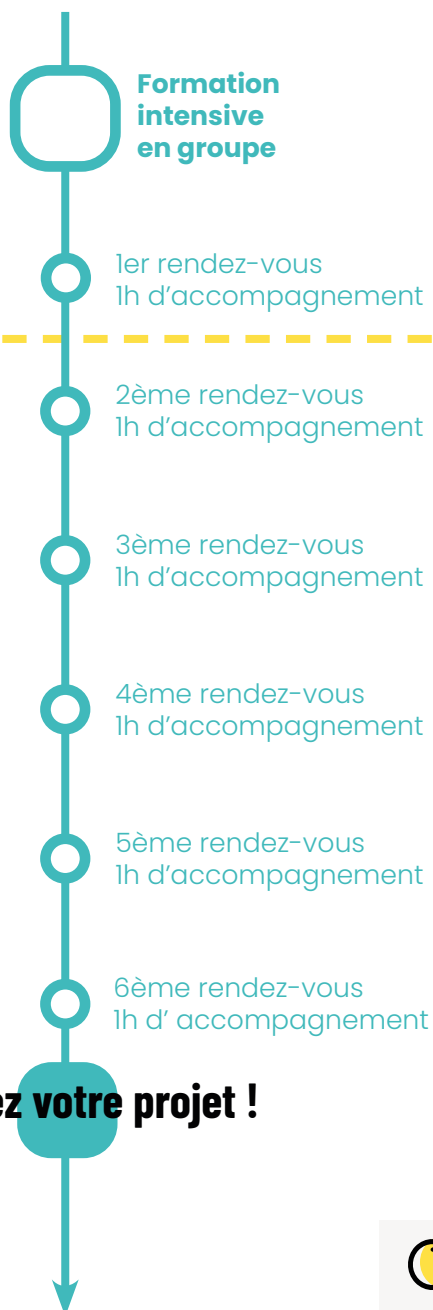 Formation
intensive
en groupe
1er rendez-vous
1h d’accompagnement
2ème rendez-vous
1h d’accompagnement
3ème rendez-vous
1h d’accompagnement
4ème rendez-vous
1h d’accompagnement
5ème rendez-vous
1h d’accompagnement
6ème rendez-vous
1h d’ accompagnement
ez votre projet !